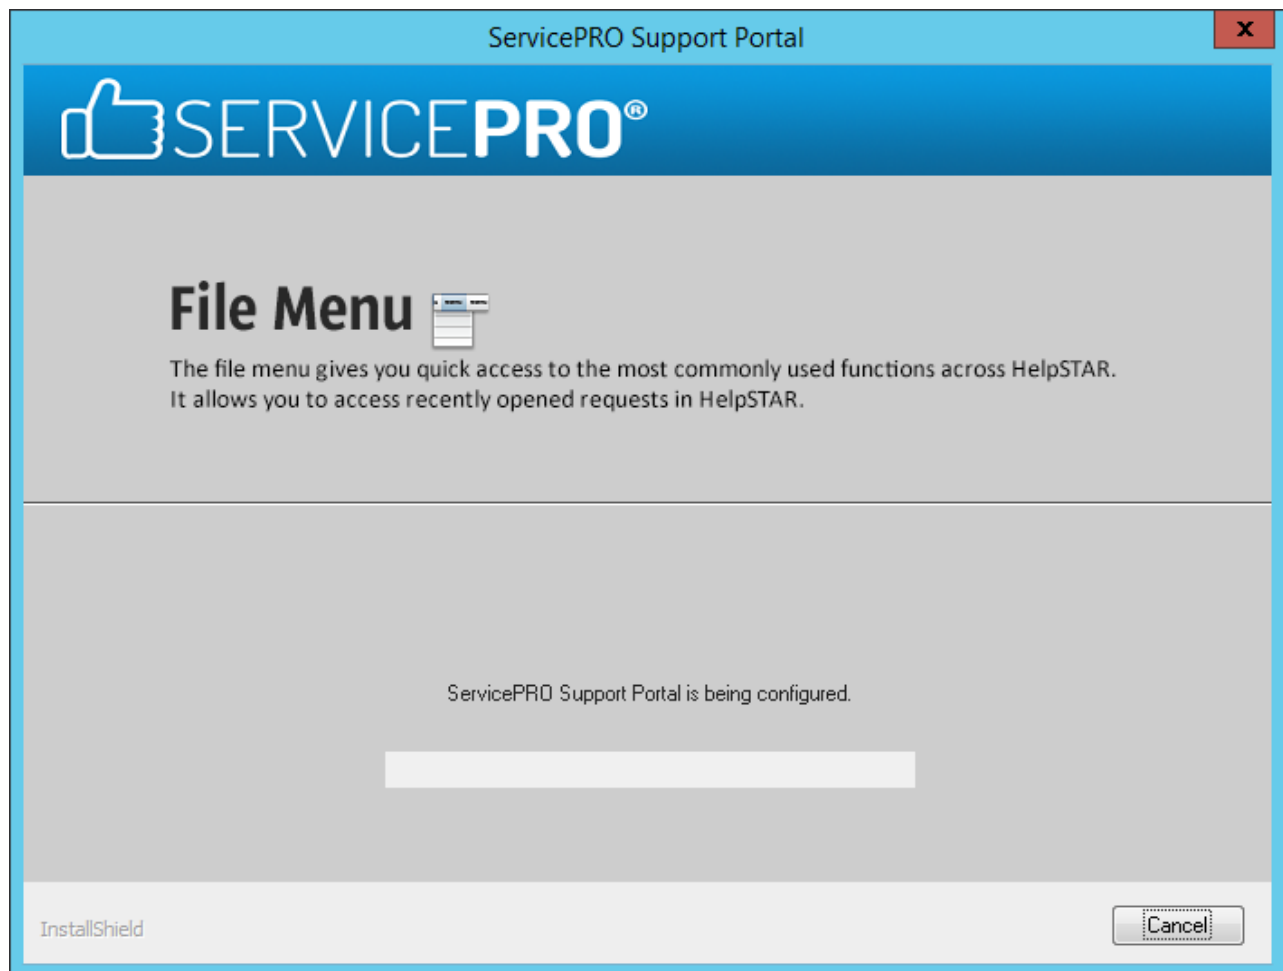 ServicePRO Support Portal
x
SERVICEPRO®
File Menu
The file menu gives you quick access to the most commonly used functions across HelpSTAR.
It allows you to access recently opened requests in HelpSTAR.
ServicePRO Support Portal is being configured.
InstallShield
Cancel